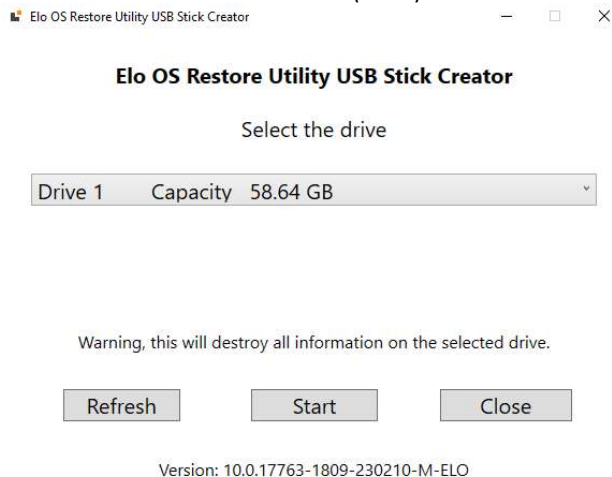 Elo OS Restore Utility USB Stick Creator
Elo OS Restore Utility USB Stick Creator
Select the drive
Drive 1 Capacity 58.64 GB
Warning, this will destroy all information on the selected drive.
Refresh Start Close
Version: 10.0.17763-1809-230210-M-ELO